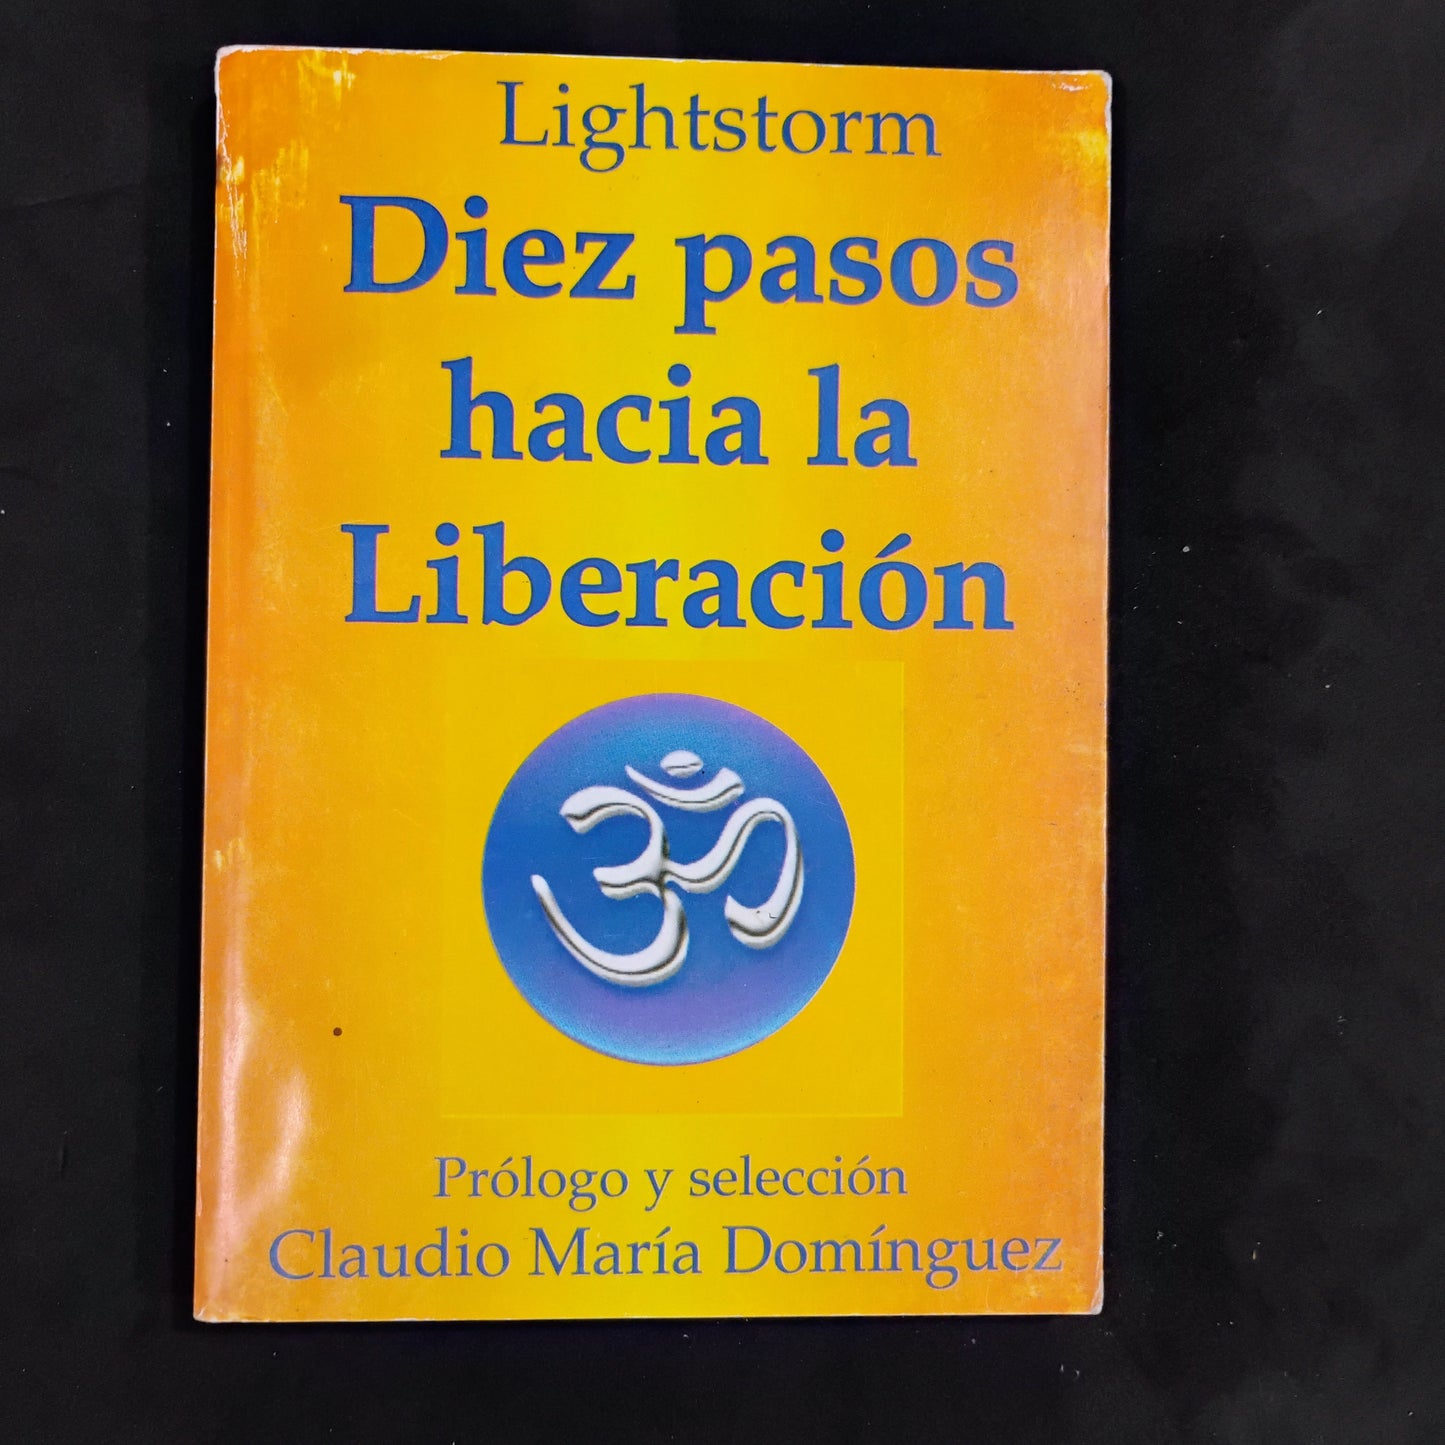 Lightstorm
Diez pasos
hacia la
Liberación
ॐ
Prólogo y selección
Claudio María Domínguez